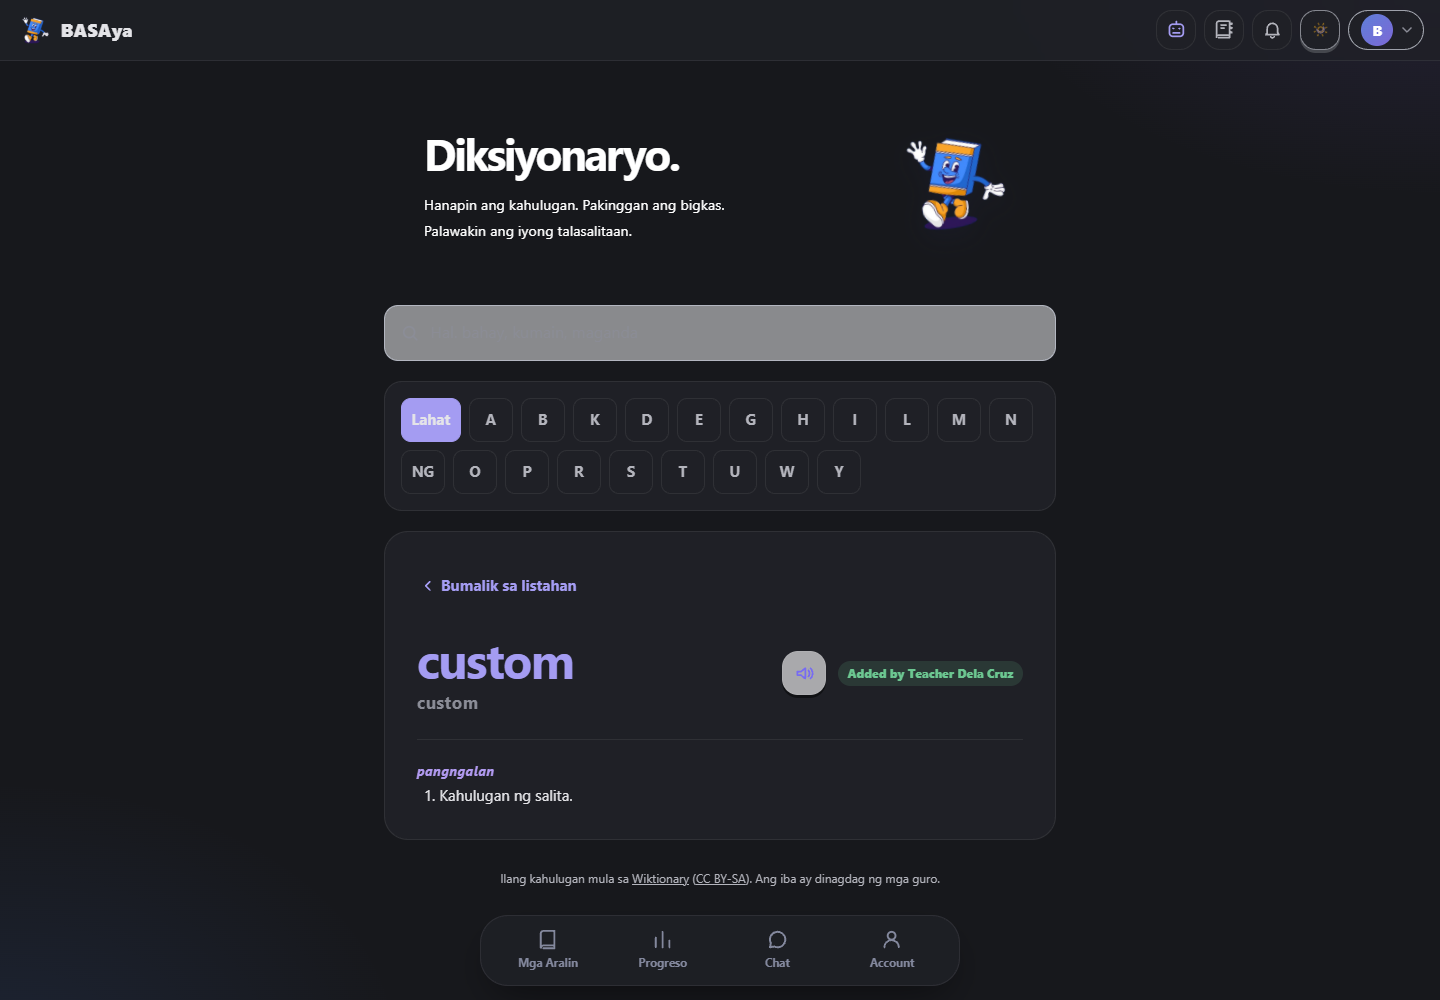 BASAya
B
Diksiyonaryo.
Hanapin ang kahulugan. Pakinggan ang bigkas.
Palawakin ang iyong talasalitaan.
Lahat A B K D E G H I L M N
NG O P R S T U W Y
Bumalik sa listahan
custom
Added by Teacher Dela Cruz
custom
pangngalan
1. Kahulugan ng salita.
Ilang kahulugan mula sa Wiktionary (CC BY-SA). Ang iba ay dinagdag ng mga guro.
Mga Aralin Progreso Chat Account